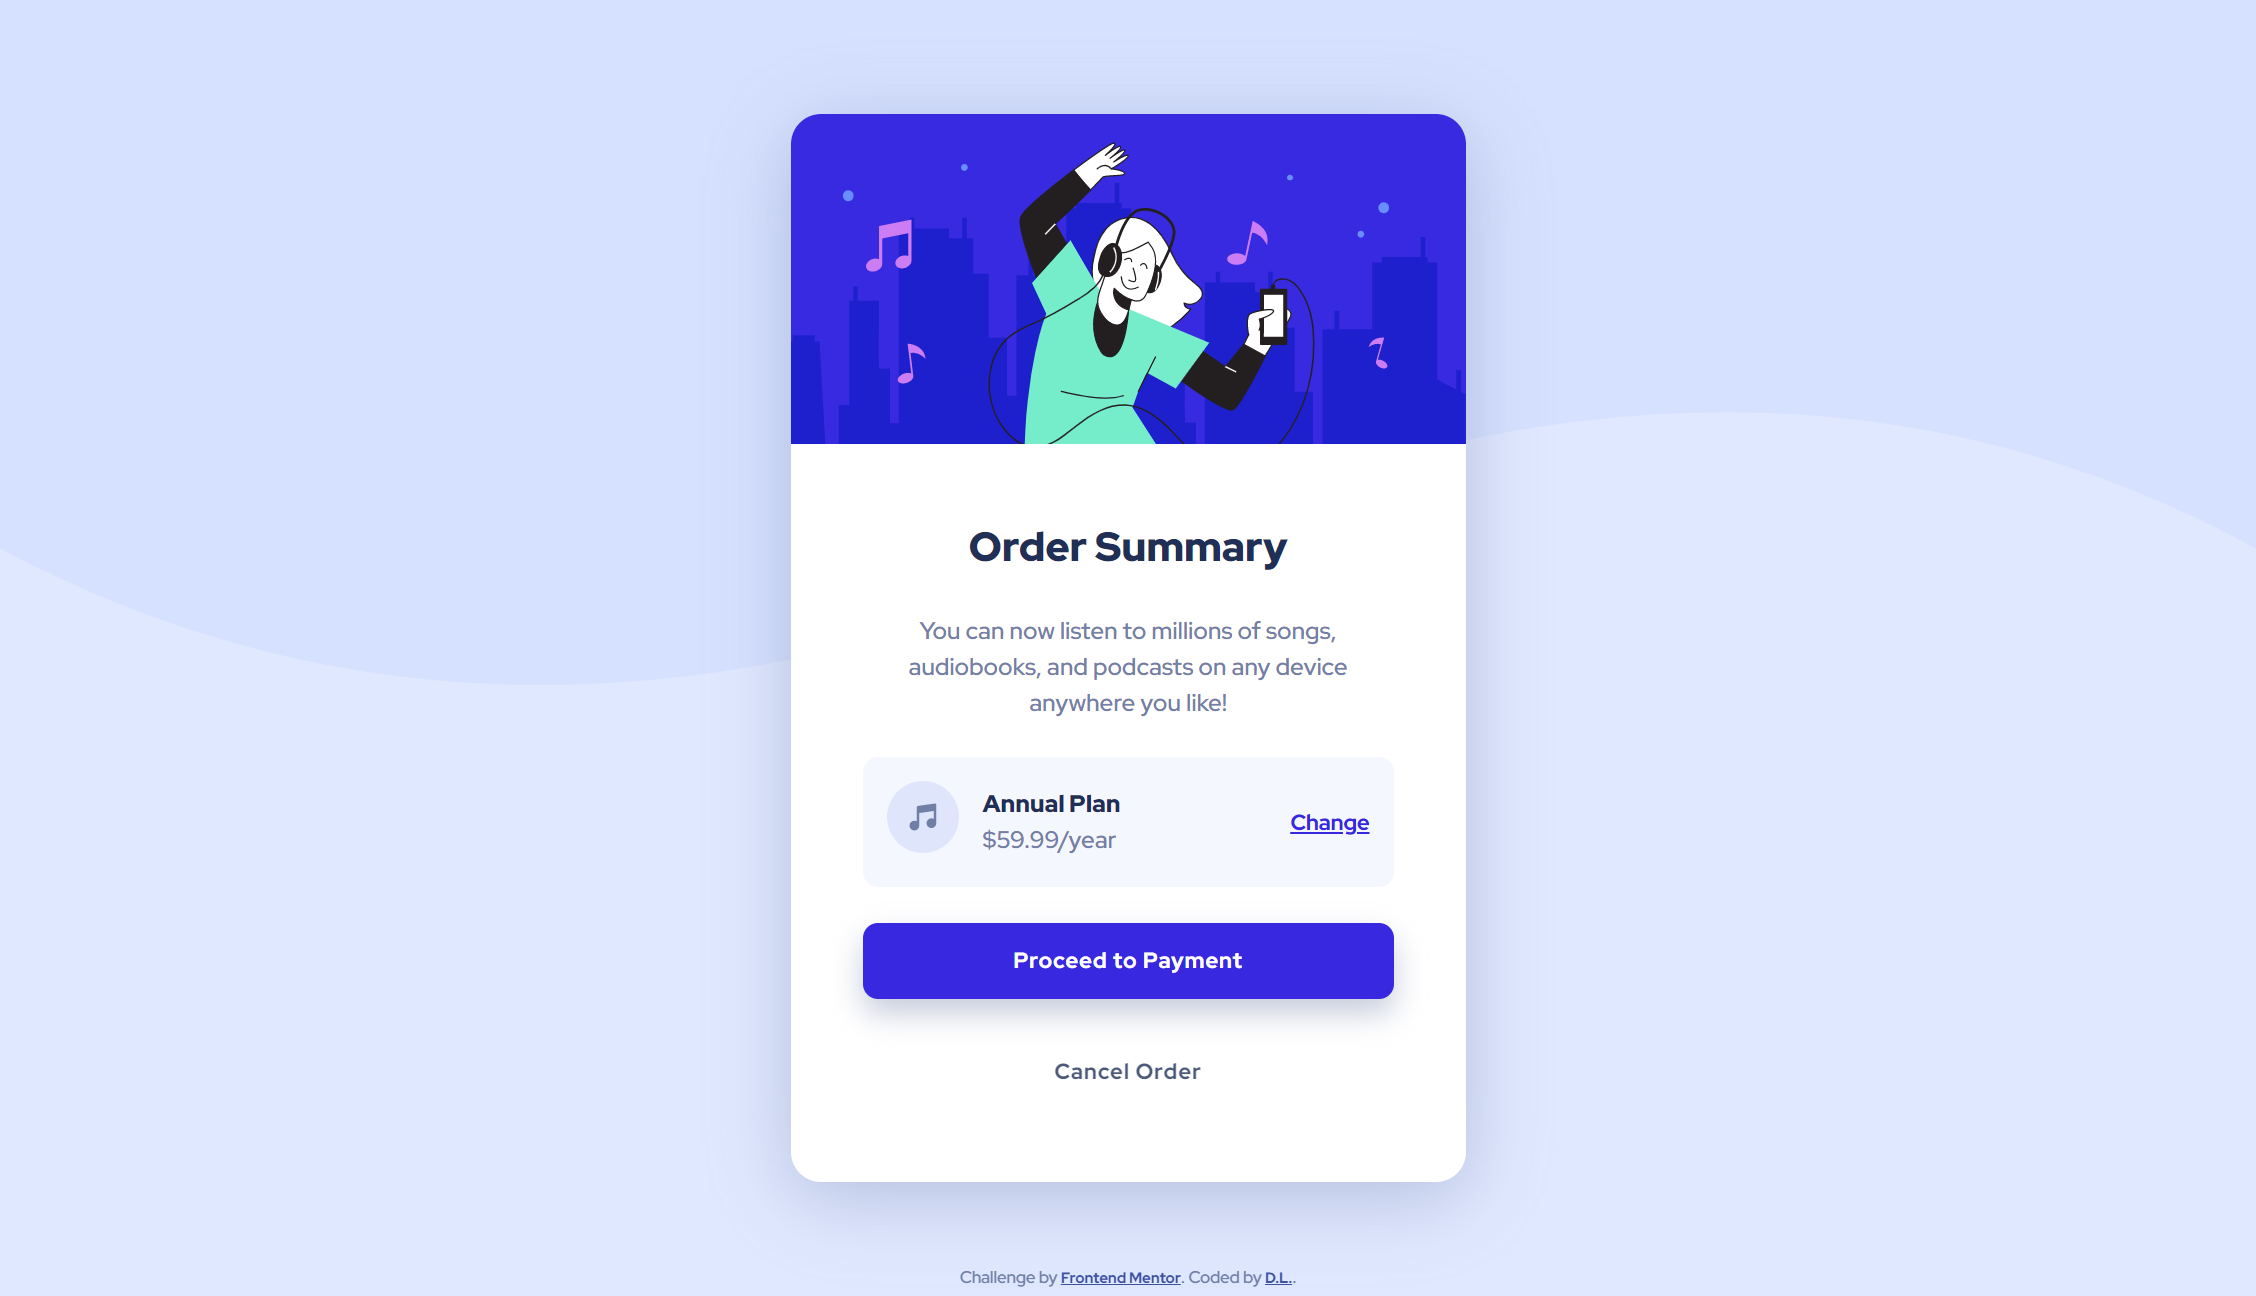 Order Summary
You can now listen to millions of songs,
audiobooks, and podcasts on any device
anywhere you like!
Annual Plan
$59.99/year
Change
Proceed to Payment
Cancel Order
Challenge by Frontend Mentor. Coded by D.L..